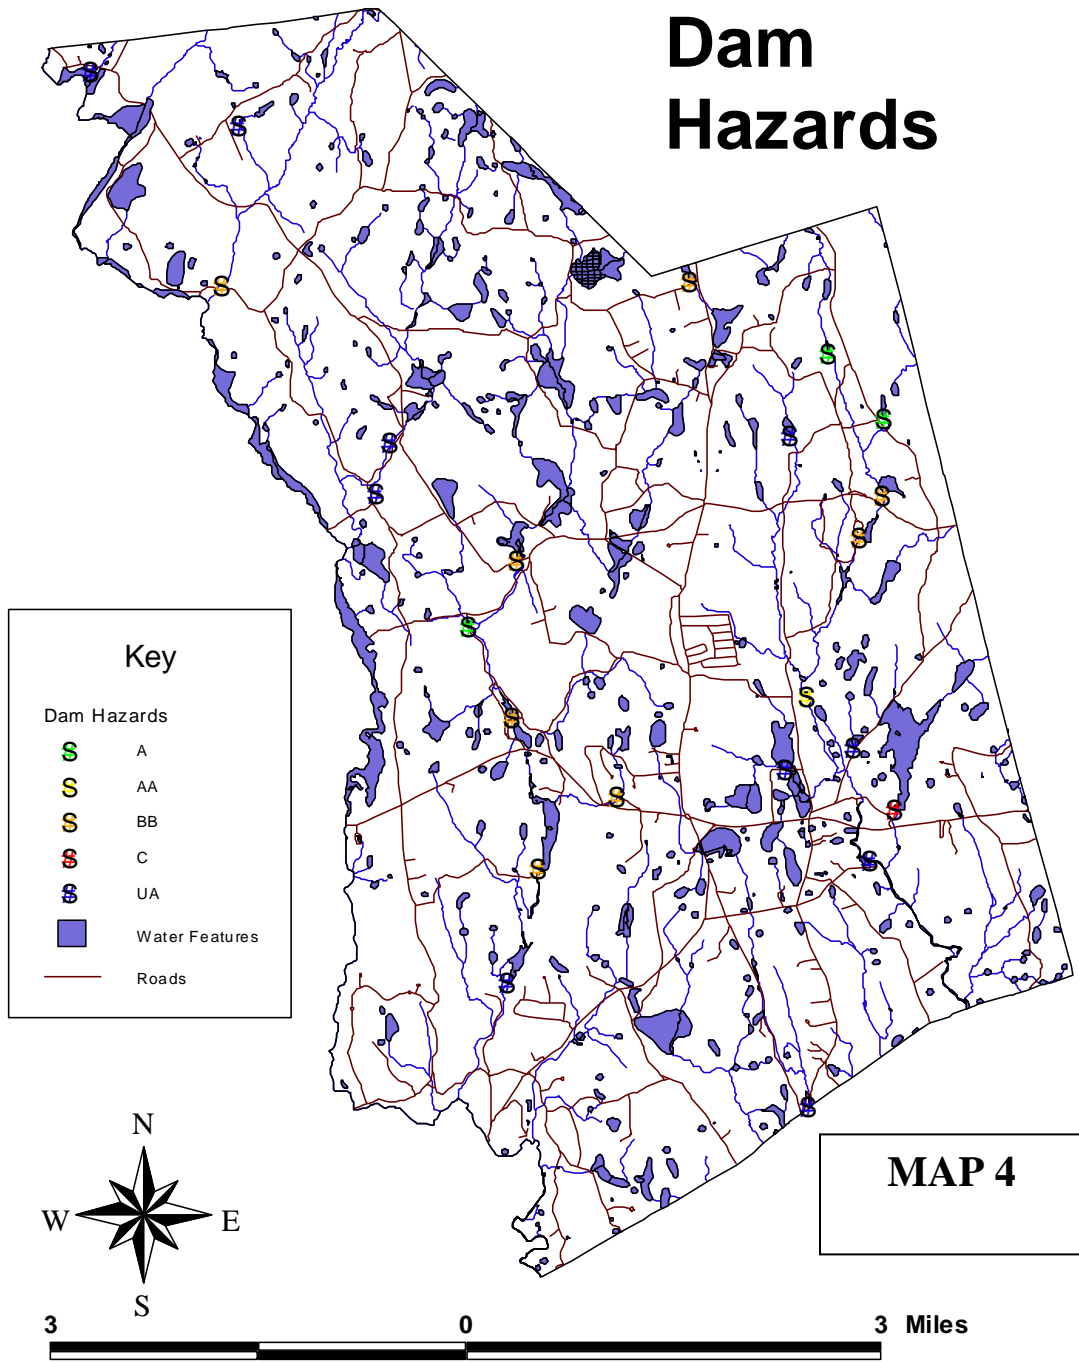 Dam
Hazards
Key
Dam Hazards
S A
S AA
S BB
S C
S UA
Water Features
Roads
N
W E
S
MAP 4
3 0 3 Miles